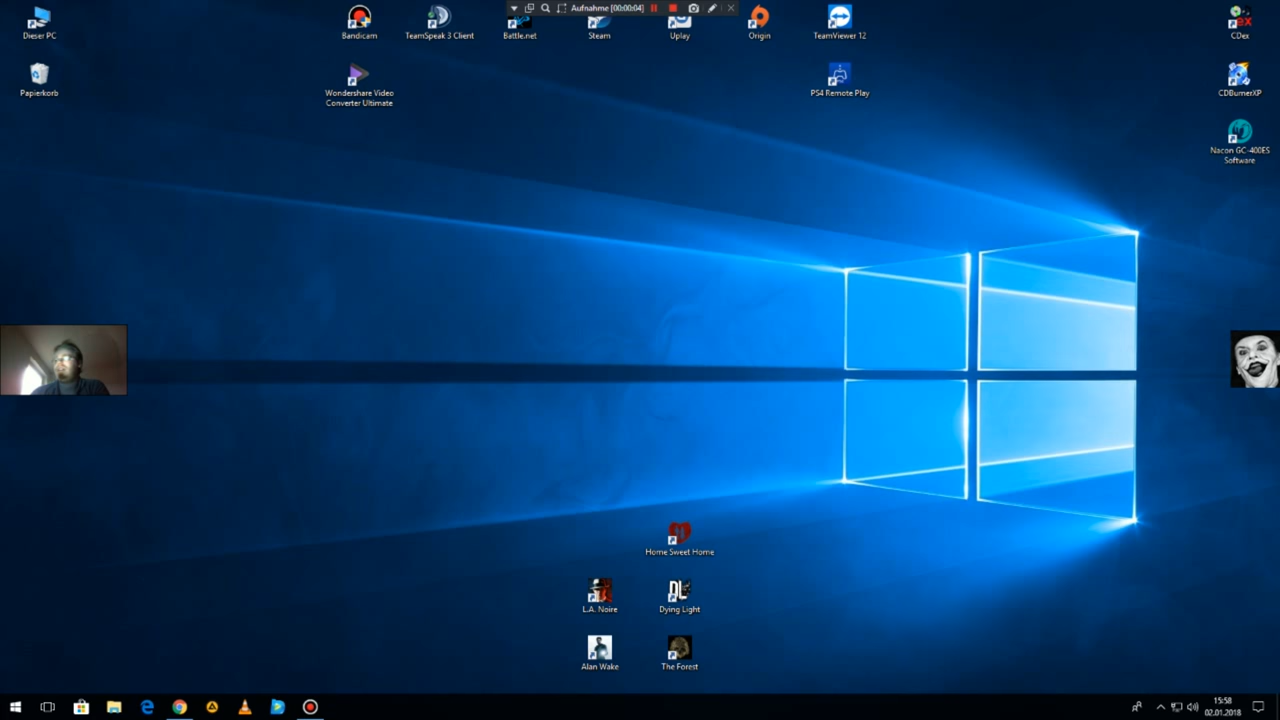 Aufnahme [00:00:04]
Dieser PC
Bandicam
TeamSpeak 3 Client
Battle.net
Steam
Uplay
Origin
TeamViewer 12
CDex
Papierkorb
Wondershare Video
Converter Ultimate
PS4 Remote Play
CDBurnerXP
Nacon GC-400ES
Software
Home Sweet Home
L.A. Noire
DL
Dying Light
Alan Wake
The Forest
15:58
02.01.2018